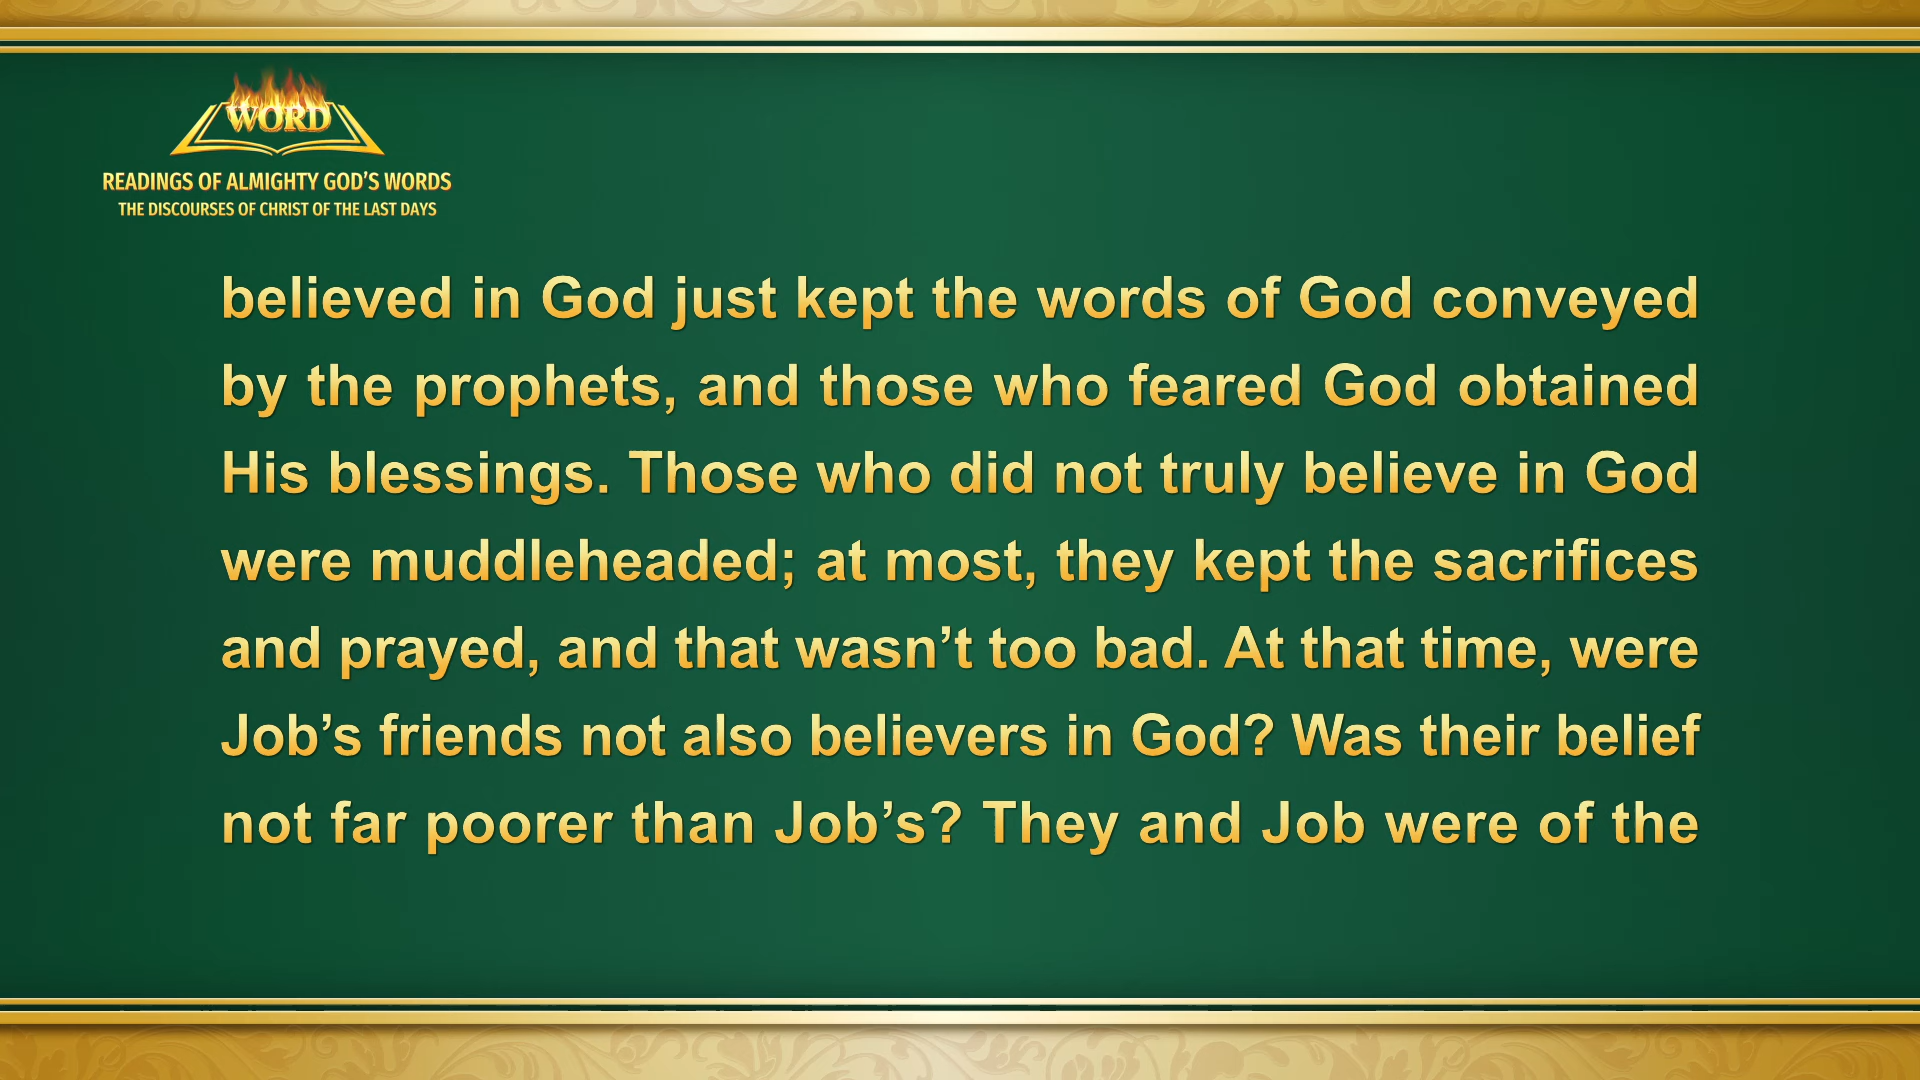 WORD
READINGS OF ALMIGHTY GOD’S WORDS
THE DISCOURSES OF CHRIST OF THE LAST DAYS
believed in God just kept the words of God conveyed
by the prophets, and those who feared God obtained
His blessings. Those who did not truly believe in God
were muddleheaded; at most, they kept the sacrifices
and prayed, and that wasn’t too bad. At that time, were
Job’s friends not also believers in God? Was their belief
not far poorer than Job’s? They and Job were of the